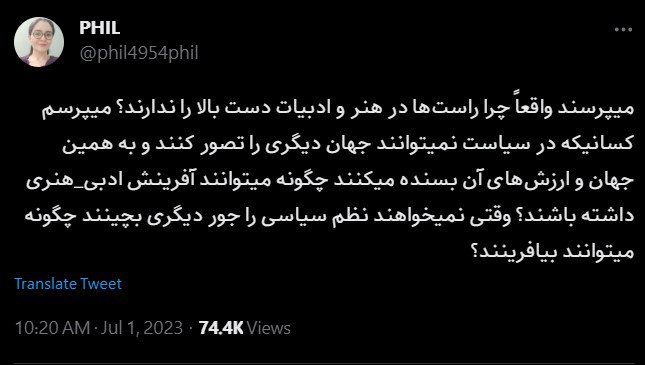 PHIL
@phil4954phil
میپرسند واقعاً چرا راست‌ها در هنر و ادبیات دست بالا را ندارند؟ میپرسم
کسانیکه در سیاست نمیتوانند جهان دیگری را تصور کنند و به همین
جهان و ارزش‌های آن بسنده میکنند چگونه میتوانند آفرینش ادبی_هنری
داشته باشند؟ وقتی نمیخواهند نظم سیاسی را جور دیگری بچینند چگونه
میتوانند بیافرینند؟
Translate Tweet
10:20 AM · Jul 1, 2023 · 74.4K Views